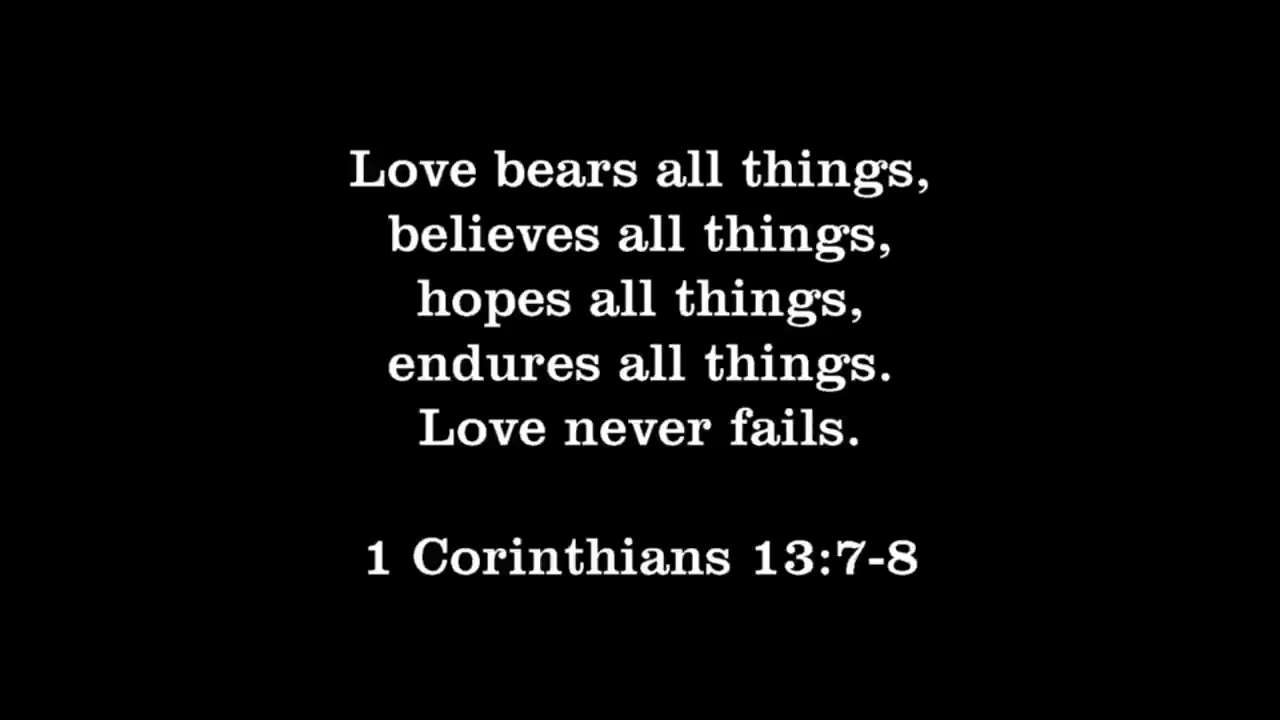 Love bears all things,
believes all things,
hopes all things,
endures all things.
Love never fails.
1 Corinthians 13:7-8